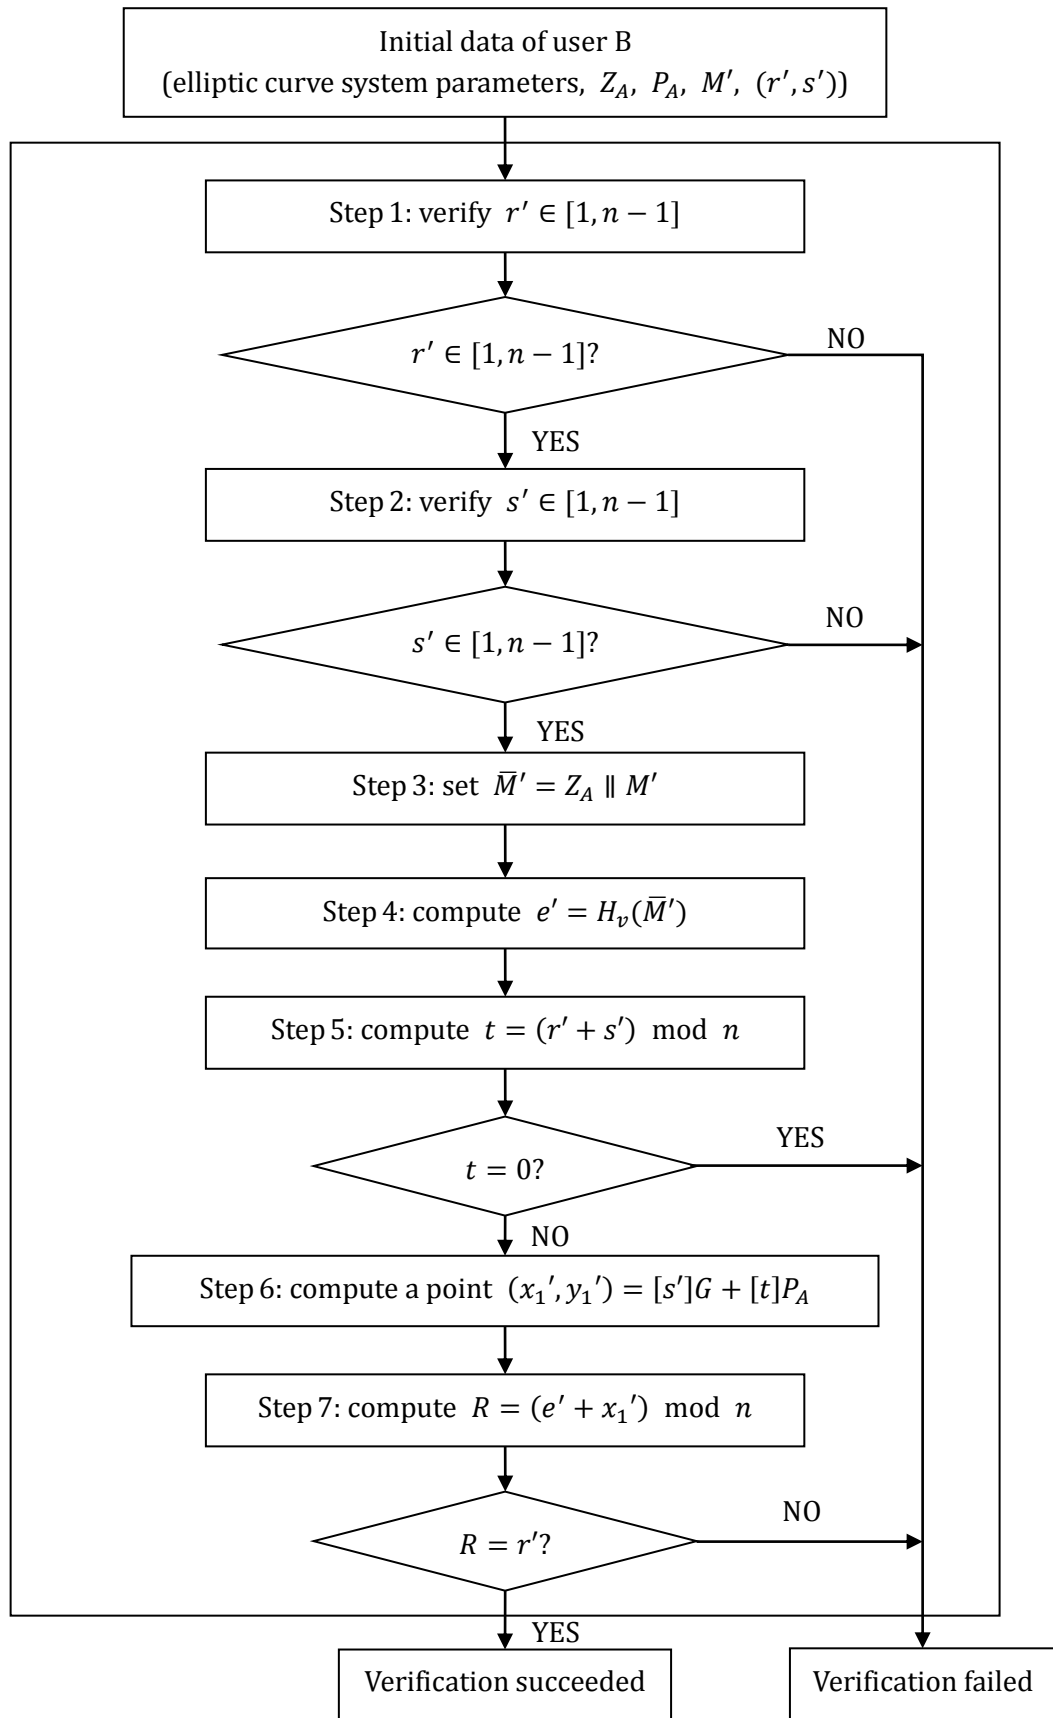 Initial data of user B
(elliptic curve system parameters, Z_A, P_A, M′, (r′, s′))
Step 1: verify r′ ∈ [1, n − 1]
r′ ∈ [1, n − 1]?
NO
YES
Step 2: verify s′ ∈ [1, n − 1]
s′ ∈ [1, n − 1]?
NO
YES
Step 3: set M̅′ = Z_A ∥ M′
Step 4: compute e′ = H_v(M̅′)
Step 5: compute t = (r′ + s′) mod n
t = 0?
YES
NO
Step 6: compute a point (x₁′, y₁′) = [s′]G + [t]P_A
Step 7: compute R = (e′ + x₁′) mod n
R = r′?
NO
YES
Verification succeeded
Verification failed